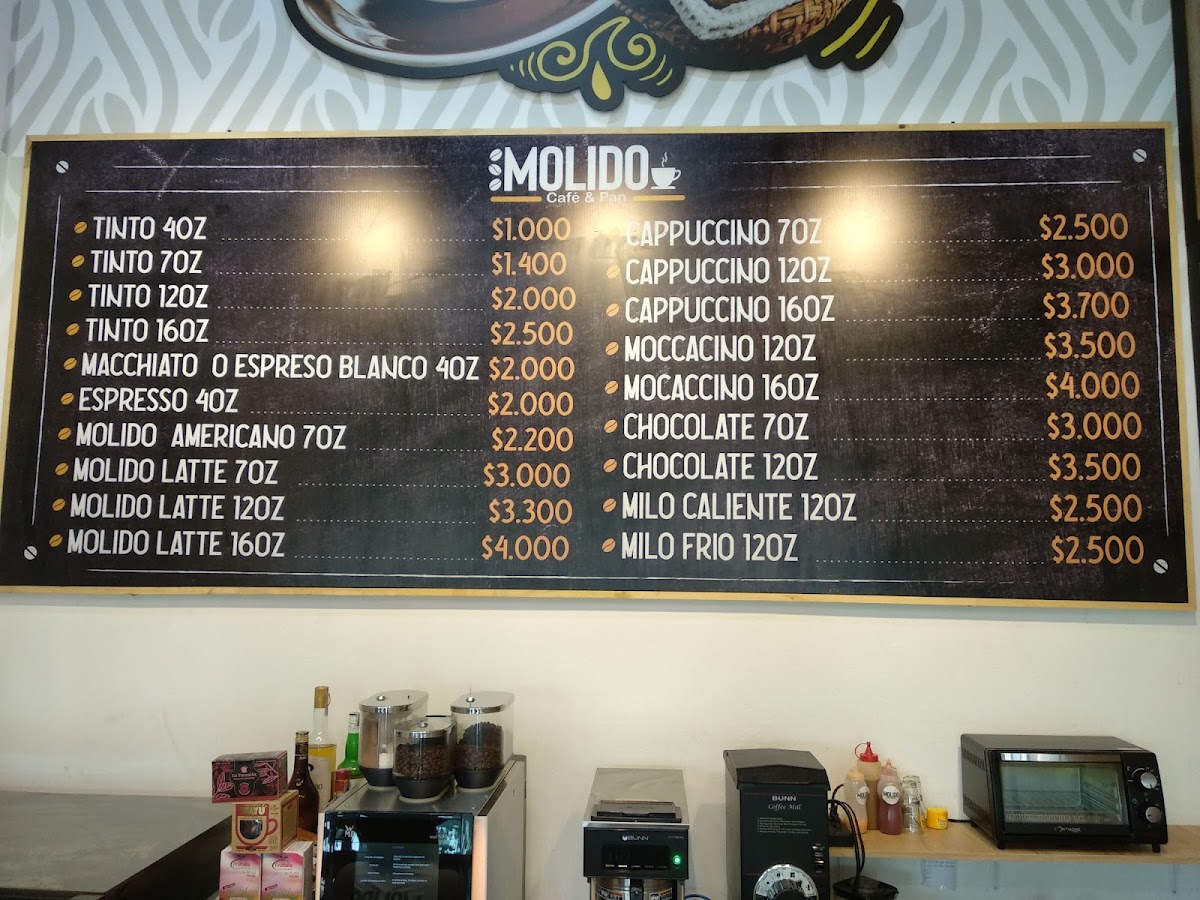 MOLIDO
Café & Pan
TINTO 4OZ $1.000
TINTO 7OZ $1.400
TINTO 12OZ $2.000
TINTO 16OZ $2.500
MACCHIATO O ESPRESO BLANCO 4OZ $2.000
ESPRESSO 4OZ $2.000
MOLIDO AMERICANO 7OZ $2.200
MOLIDO LATTE 7OZ $3.000
MOLIDO LATTE 12OZ $3.300
MOLIDO LATTE 16OZ $4.000
CAPPUCCINO 7OZ $2.500
CAPPUCCINO 12OZ $3.000
CAPPUCCINO 16OZ $3.700
MOCCACINO 12OZ $3.500
MOCACCINO 16OZ $4.000
CHOCOLATE 7OZ $3.000
CHOCOLATE 12OZ $3.500
MILO CALIENTE 12OZ $2.500
MILO FRIO 12OZ $2.500
BUNN
BUNN
Coffee Mill
MOLIDO